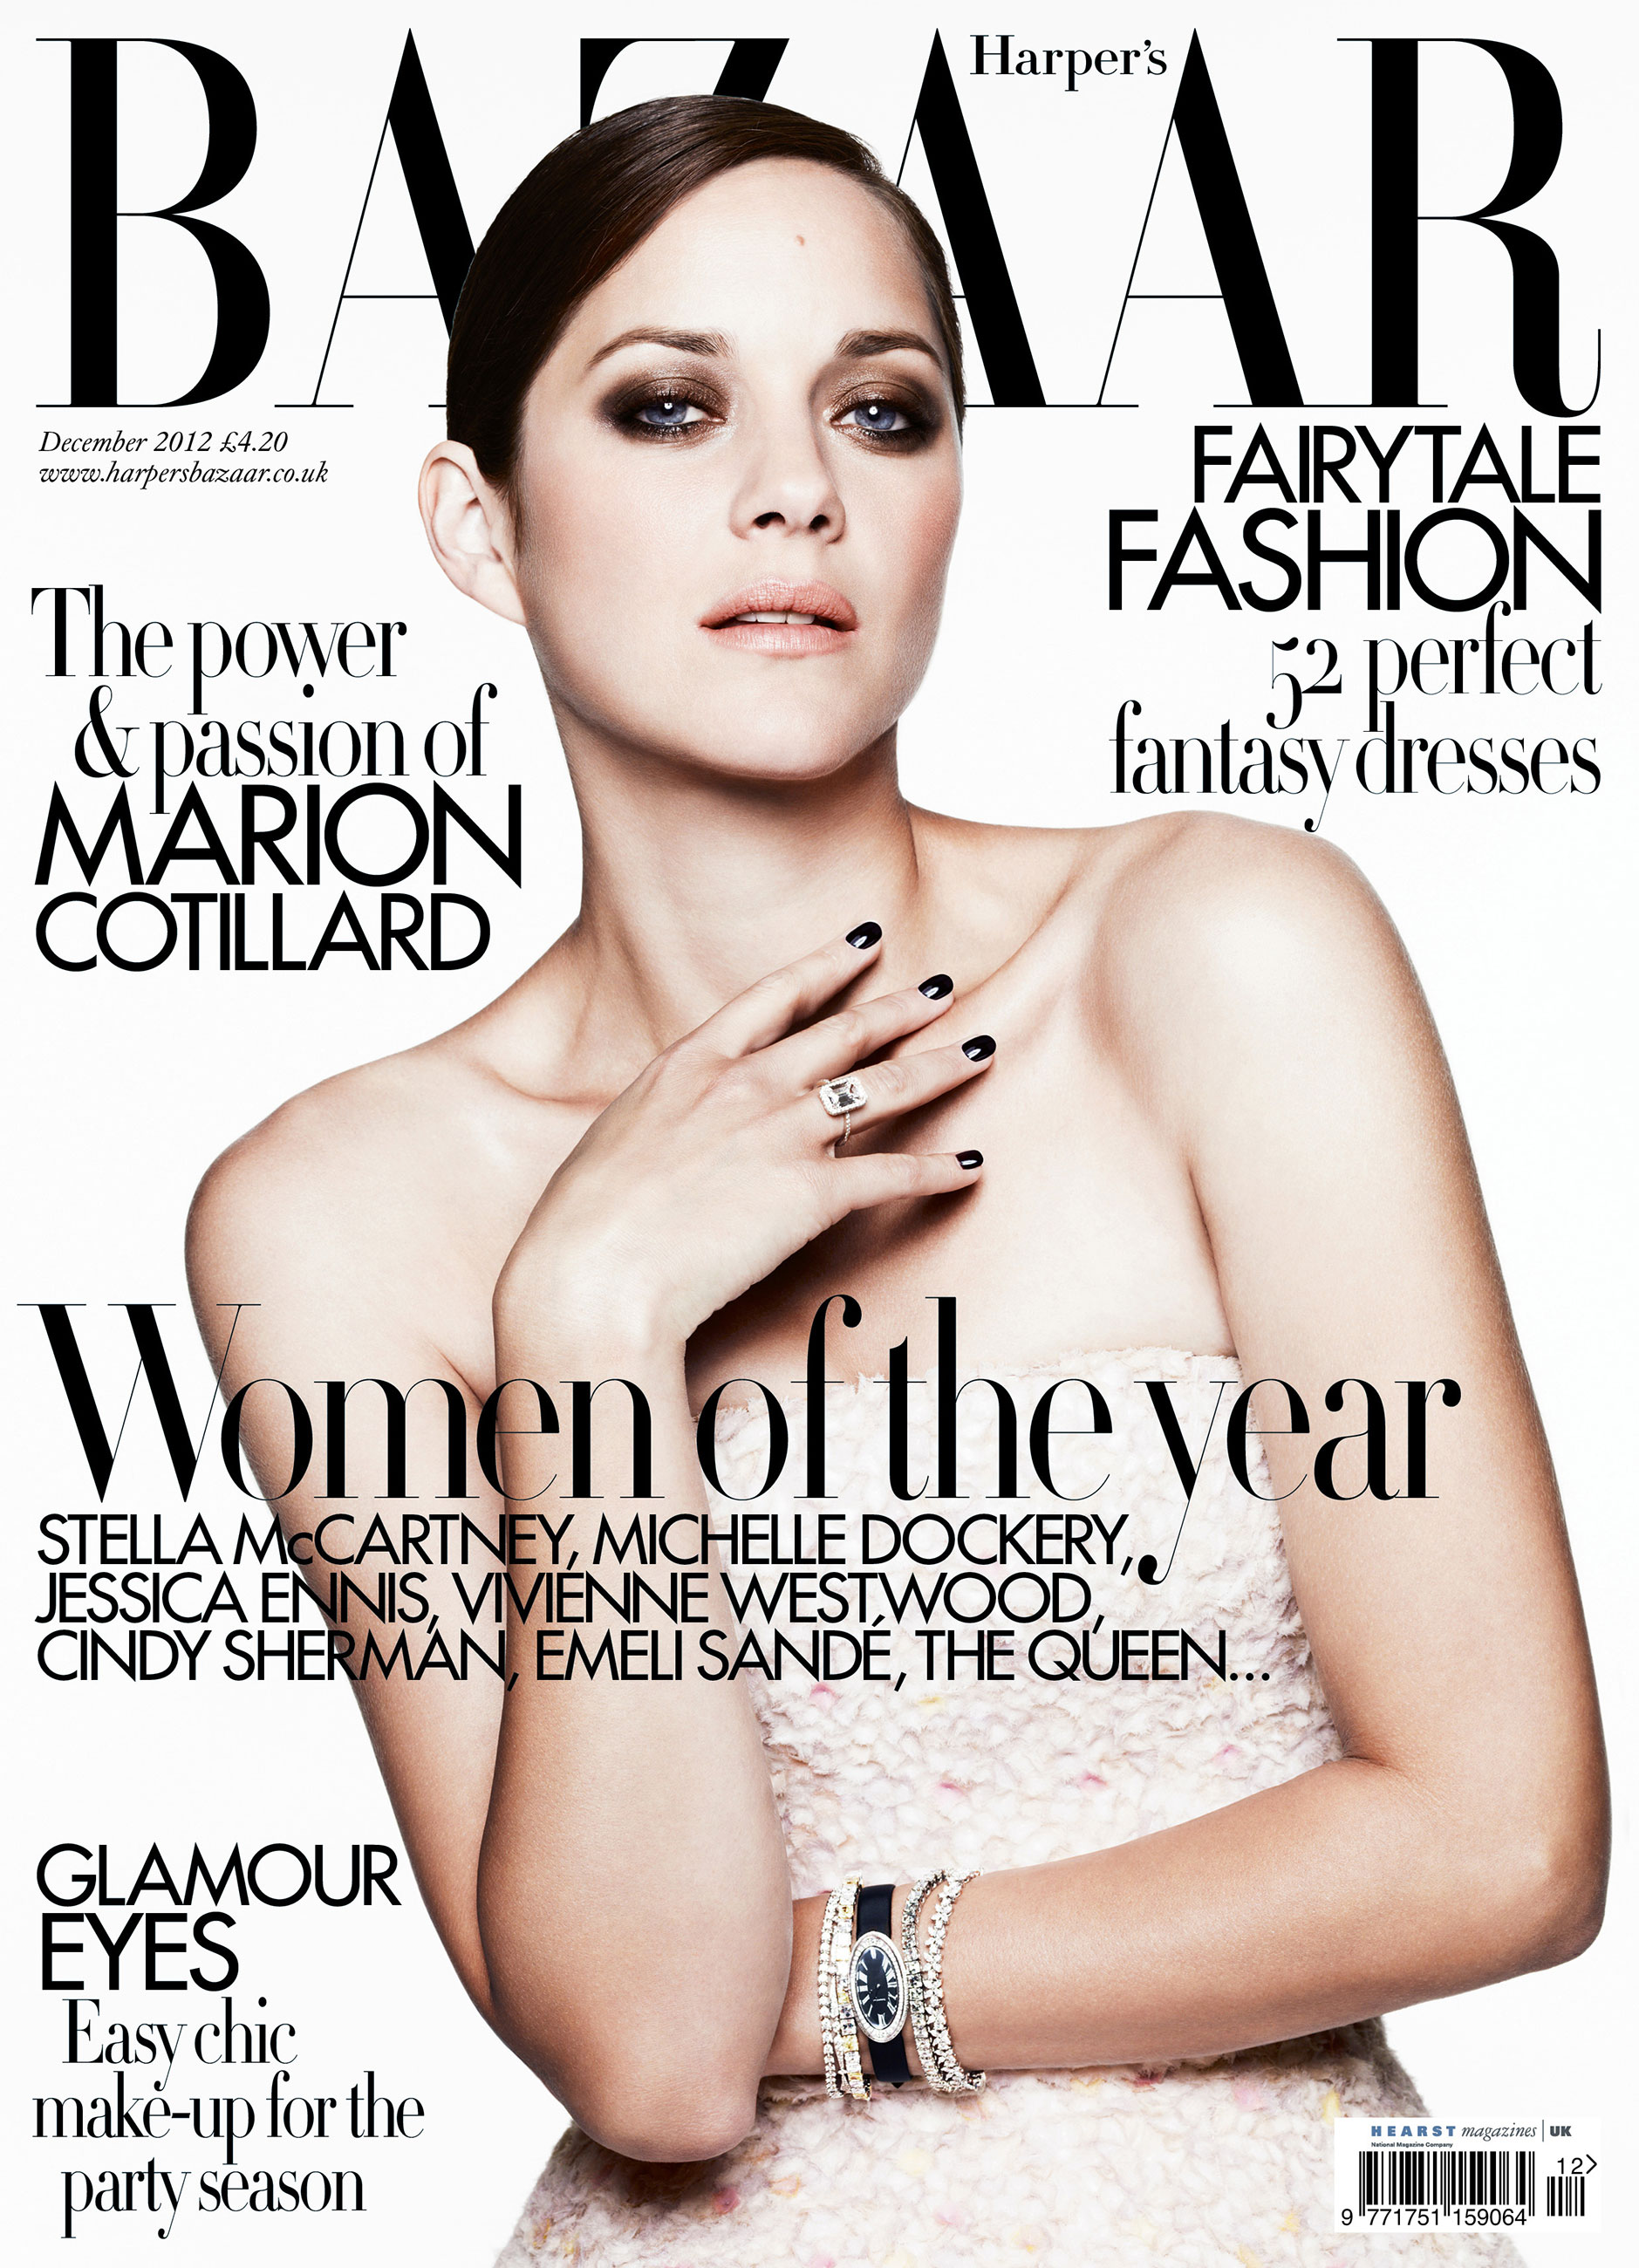 Harper's
BAZAAR
December 2012 £4.20
www.harpersbazaar.co.uk
FAIRYTALE
FASHION
52 perfect
fantasy dresses
The power
& passion of
MARION
COTILLARD
Women of the year
STELLA McCARTNEY, MICHELLE DOCKERY,
JESSICA ENNIS, VIVIENNE WESTWOOD,
CINDY SHERMAN, EMELI SANDÉ, THE QUEEN...
GLAMOUR
EYES
Easy chic
make-up for the
party season
HEARST magazines | UK
National Magazine Company
12>
9 771751 159064